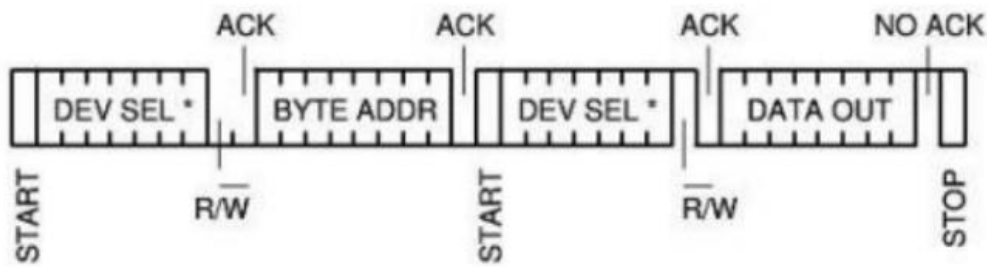 ACK ACK ACK NO ACK
DEV SEL * BYTE ADDR DEV SEL * DATA OUT
START R/W̅ START R̅/W STOP